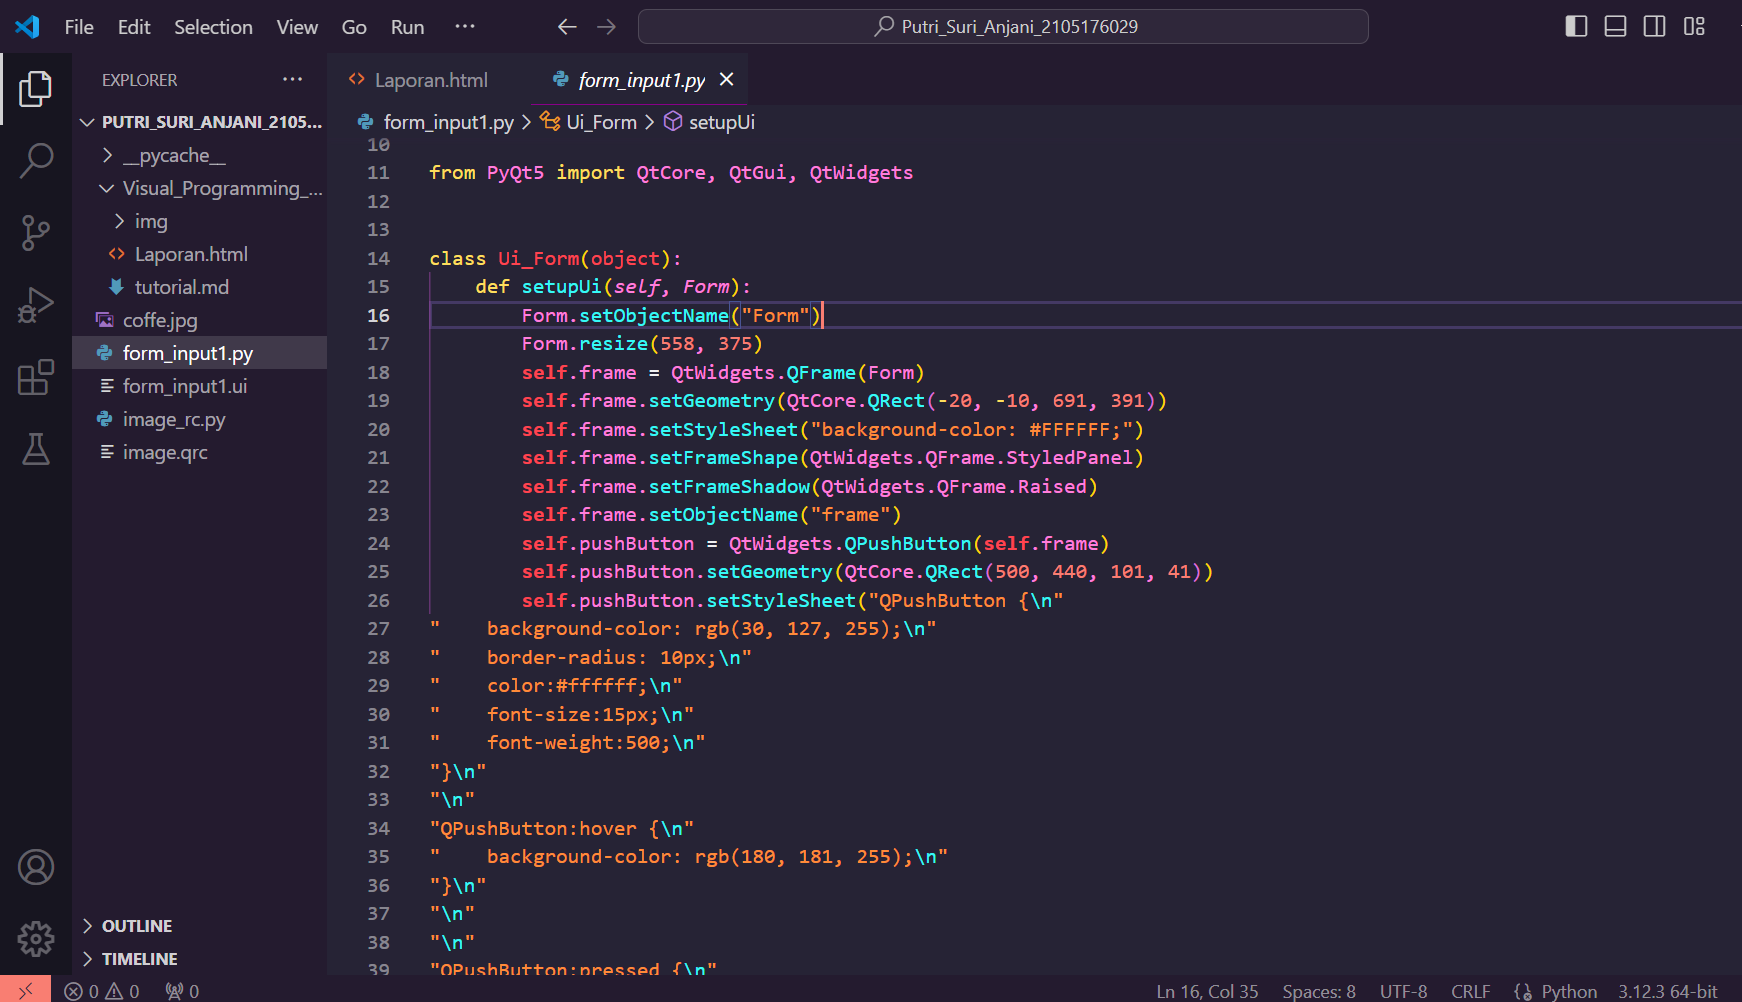 File Edit Selection View Go Run ··· Putri_Suri_Anjani_2105176029
EXPLORER ···
PUTRI_SURI_ANJANI_2105...
__pycache__
Visual_Programming_...
img
Laporan.html
tutorial.md
coffe.jpg
form_input1.py
form_input1.ui
image_rc.py
image.qrc
OUTLINE
TIMELINE
Laporan.html form_input1.py
form_input1.py > Ui_Form > setupUi
10
11 from PyQt5 import QtCore, QtGui, QtWidgets
12
13
14 class Ui_Form(object):
15     def setupUi(self, Form):
16         Form.setObjectName("Form")
17         Form.resize(558, 375)
18         self.frame = QtWidgets.QFrame(Form)
19         self.frame.setGeometry(QtCore.QRect(-20, -10, 691, 391))
20         self.frame.setStyleSheet("background-color: #FFFFFF;")
21         self.frame.setFrameShape(QtWidgets.QFrame.StyledPanel)
22         self.frame.setFrameShadow(QtWidgets.QFrame.Raised)
23         self.frame.setObjectName("frame")
24         self.pushButton = QtWidgets.QPushButton(self.frame)
25         self.pushButton.setGeometry(QtCore.QRect(500, 440, 101, 41))
26         self.pushButton.setStyleSheet("QPushButton {\n"
27 "    background-color: rgb(30, 127, 255);\n"
28 "    border-radius: 10px;\n"
29 "    color:#ffffff;\n"
30 "    font-size:15px;\n"
31 "    font-weight:500;\n"
32 "}\n"
33 "\n"
34 "QPushButton:hover {\n"
35 "    background-color: rgb(180, 181, 255);\n"
36 "}\n"
37 "\n"
38 "\n"
39 "QPushButton:pressed {\n"
0 0 0 Ln 16, Col 35 Spaces: 8 UTF-8 CRLF Python 3.12.3 64-bit